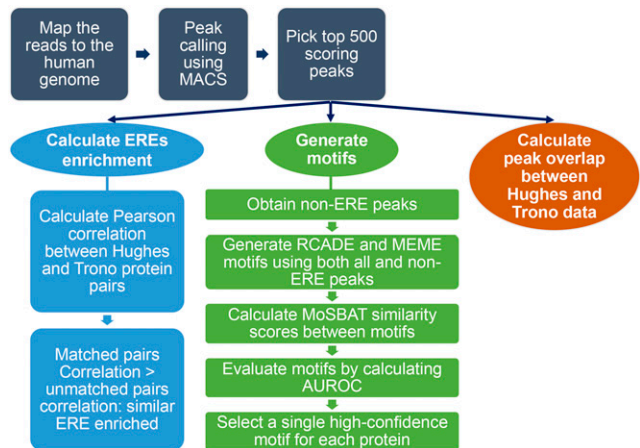 Map the
reads to the
human
genome
Peak
calling
using
MACS
Pick top 500
scoring
peaks
Calculate EREs
enrichment
Calculate Pearson
correlation
between Hughes
and Trono protein
pairs
Matched pairs
Correlation >
unmatched pairs
correlation: similar
ERE enriched
Generate
motifs
Obtain non-ERE peaks
Generate RCADE and MEME
motifs using both all and non-
ERE peaks
Calculate MoSBAT similarity
scores between motifs
Evaluate motifs by calculating
AUROC
Select a single high-confidence
motif for each protein
Calculate
peak overlap
between
Hughes and
Trono data